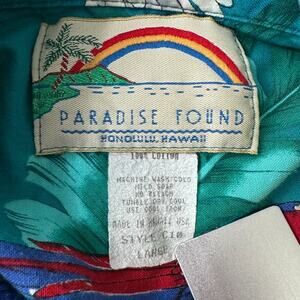 PARADISE FOUND
HONOLULU, HAWAII
100% COTTON
MACHINE WASH COLD
MILD SOAP
NO BLEACH
TUMBLE DRY COOL
USE COOL IRON
MADE IN HAWAII USA
STYLE C10
LARGE